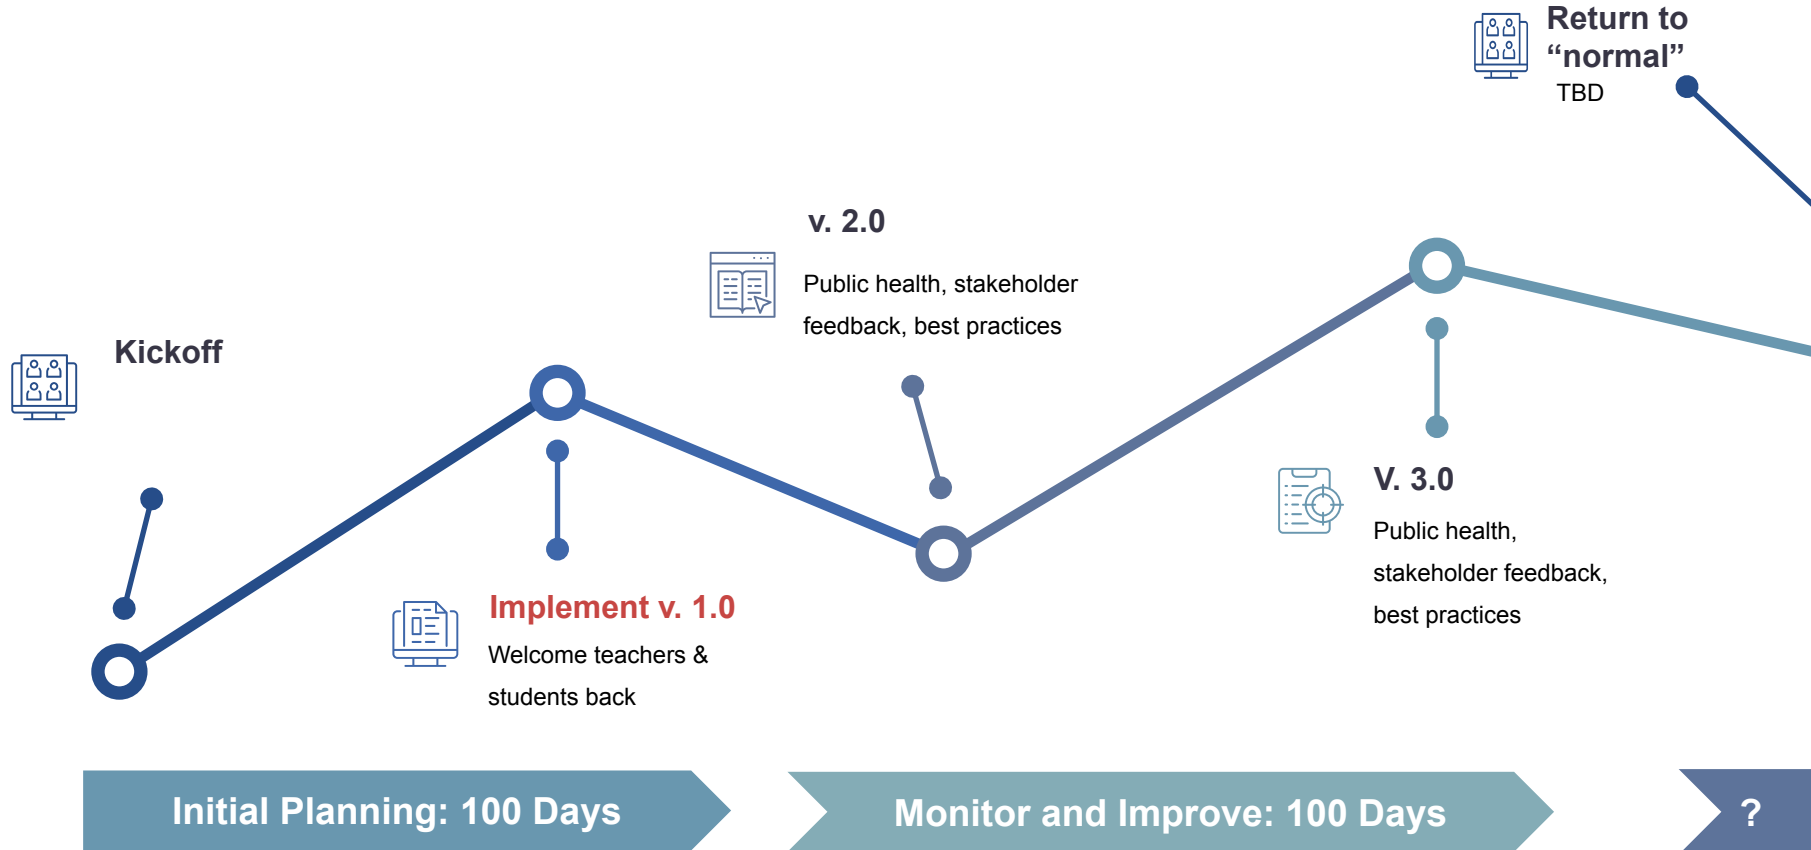 Return to
“normal”
TBD
v. 2.0
Public health, stakeholder
feedback, best practices
Kickoff
V. 3.0
Public health,
stakeholder feedback,
best practices
Implement v. 1.0
Welcome teachers &
students back
Initial Planning: 100 Days
Monitor and Improve: 100 Days
?